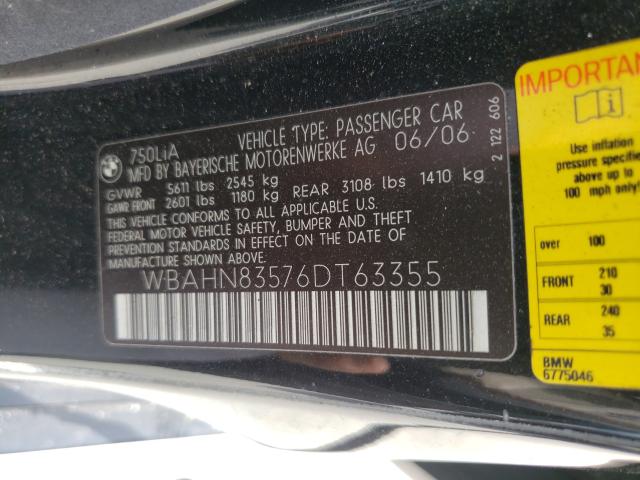 BMW
750LiA VEHICLE TYPE: PASSENGER CAR
MFD BY BAYERISCHE MOTORENWERKE AG 06/06
GVWR 5611 lbs 2545 kg
GAWR FRONT 2601 lbs 1180 kg REAR 3108 lbs 1410 kg
THIS VEHICLE CONFORMS TO ALL APPLICABLE U.S.
FEDERAL MOTOR VEHICLE SAFETY, BUMPER AND THEFT
PREVENTION STANDARDS IN EFFECT ON THE DATE OF
MANUFACTURE SHOWN ABOVE:
WBAHN83576DT63355
2 122 606
IMPORTAN
Use inflation
pressure specifie
above for up to
100 mph only!
over 100
FRONT 210
30
REAR 240
35
BMW
6775046